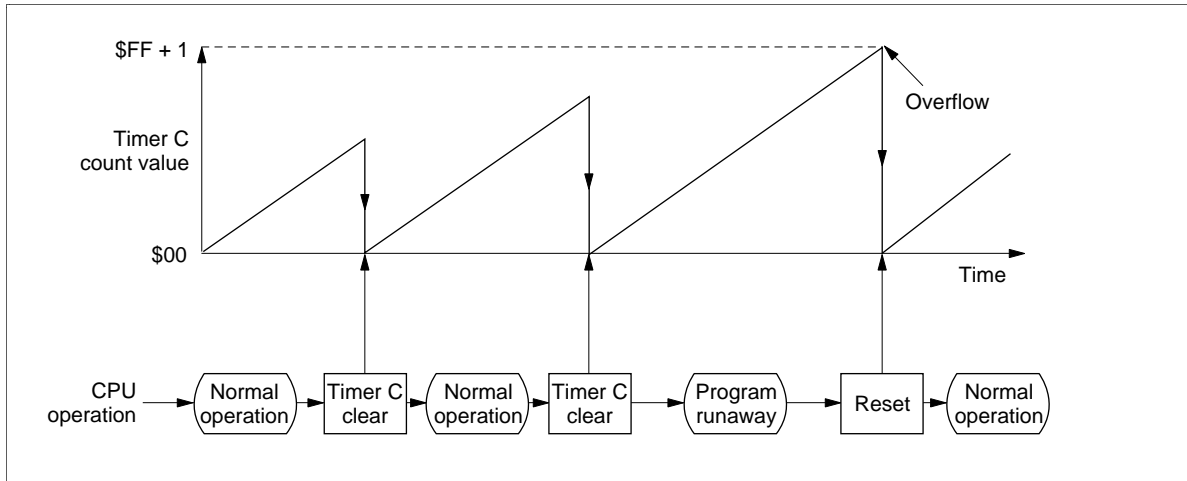 $FF + 1
Overflow
Timer C
count value
$00
Time
CPU
operation
Normal
operation
Timer C
clear
Normal
operation
Timer C
clear
Program
runaway
Reset
Normal
operation